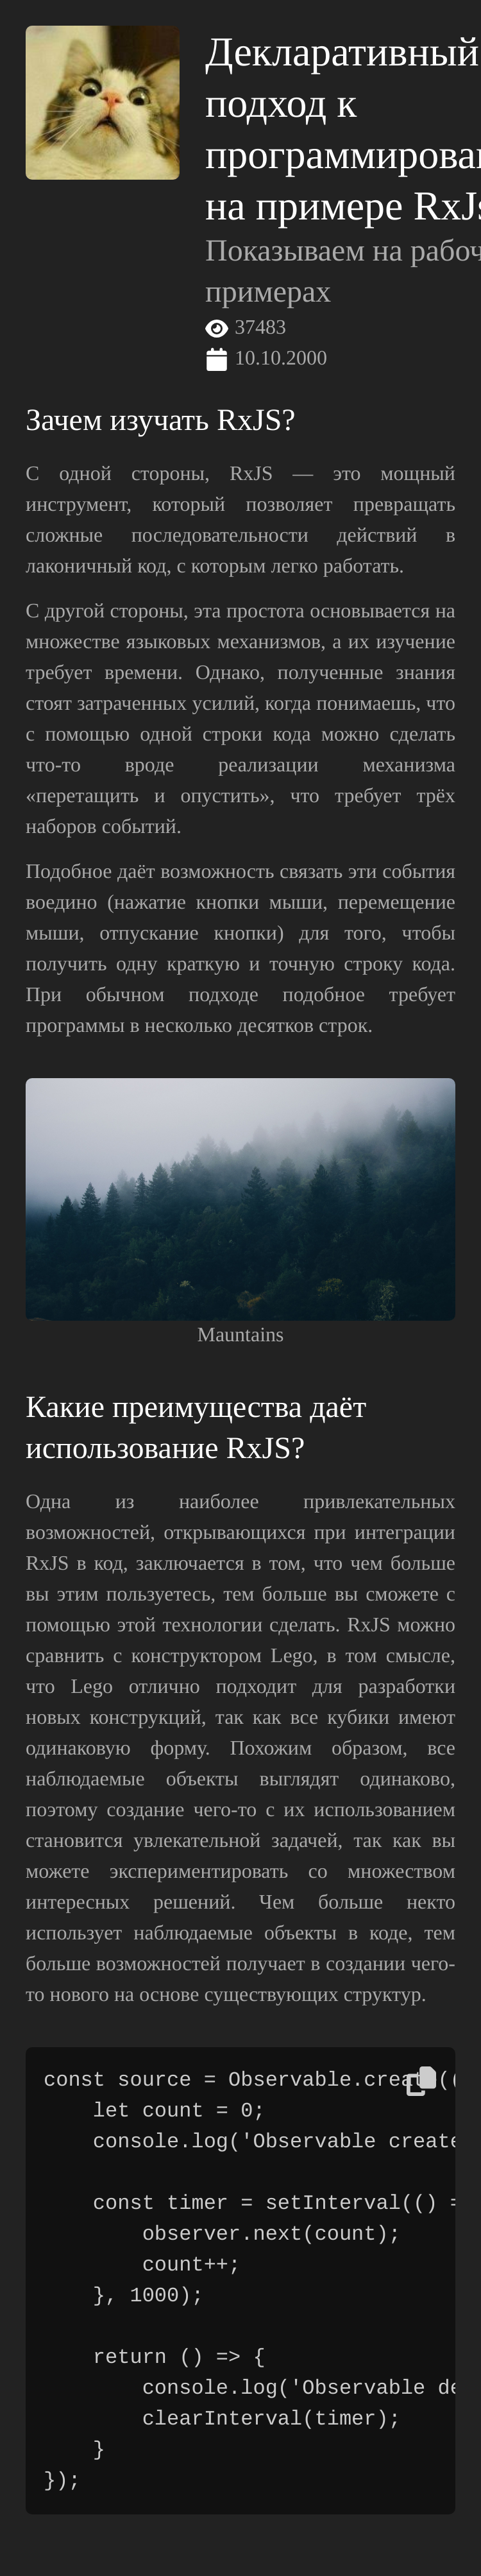 Декларативный
подход к
программирова
на примере RxJs
Показываем на рабоч
примерах
37483
10.10.2000
Зачем изучать RxJS?
С одной стороны, RxJS — это мощный
инструмент, который позволяет превращать
сложные последовательности действий в
лаконичный код, с которым легко работать.
С другой стороны, эта простота основывается на
множестве языковых механизмов, а их изучение
требует времени. Однако, полученные знания
стоят затраченных усилий, когда понимаешь, что
с помощью одной строки кода можно сделать
что-то вроде реализации механизма
«перетащить и опустить», что требует трёх
наборов событий.
Подобное даёт возможность связать эти события
воедино (нажатие кнопки мыши, перемещение
мыши, отпускание кнопки) для того, чтобы
получить одну краткую и точную строку кода.
При обычном подходе подобное требует
программы в несколько десятков строк.
Mauntains
Какие преимущества даёт
использование RxJS?
Одна из наиболее привлекательных
возможностей, открывающихся при интеграции
RxJS в код, заключается в том, что чем больше
вы этим пользуетесь, тем больше вы сможете с
помощью этой технологии сделать. RxJS можно
сравнить с конструктором Lego, в том смысле,
что Lego отлично подходит для разработки
новых конструкций, так как все кубики имеют
одинаковую форму. Похожим образом, все
наблюдаемые объекты выглядят одинаково,
поэтому создание чего-то с их использованием
становится увлекательной задачей, так как вы
можете экспериментировать со множеством
интересных решений. Чем больше некто
использует наблюдаемые объекты в коде, тем
больше возможностей получает в создании чего-
то нового на основе существующих структур.
const source = Observable.create((
let count = 0;
console.log('Observable create
const timer = setInterval(() =
observer.next(count);
count++;
}, 1000);
return () => {
console.log('Observable de
clearInterval(timer);
}
});